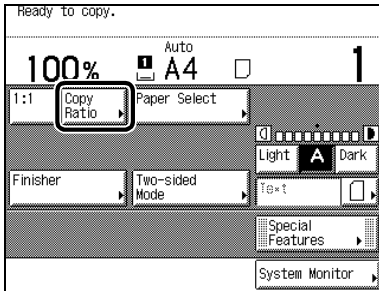 Ready to copy.
100%
1
Auto
A4
1
1:1
Copy
Ratio
Paper Select
Light
A
Dark
Finisher
Two-sided
Mode
Text
Special
Features
System Monitor